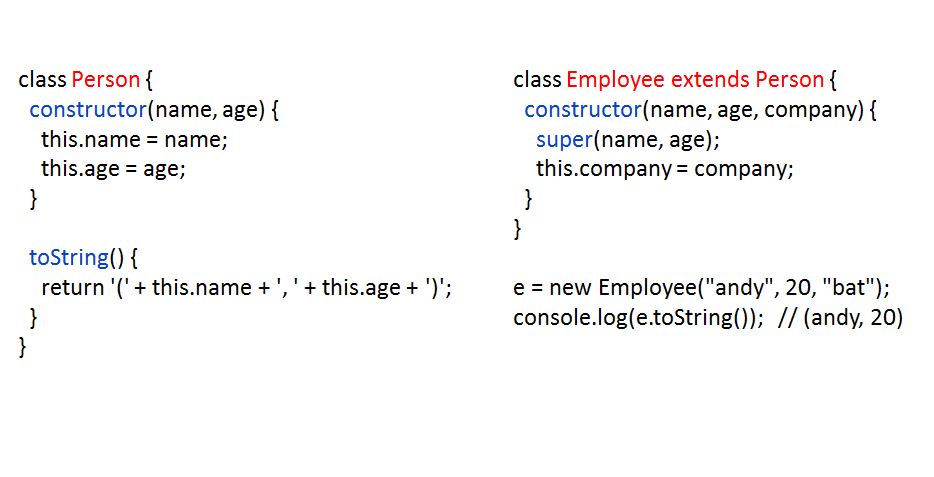 class Person {
constructor(name, age) {
this.name = name;
this.age = age;
}
toString() {
return '(' + this.name + ', ' + this.age + ')';
}
}
class Employee extends Person {
constructor(name, age, company) {
super(name, age);
this.company = company;
}
}
e = new Employee("andy", 20, "bat");
console.log(e.toString()); // (andy, 20)